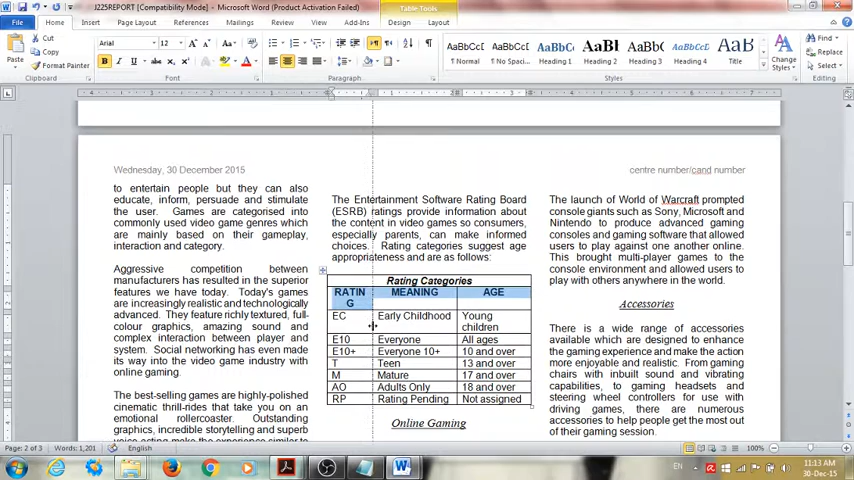 J225REPORT [Compatibility Mode] - Microsoft Word (Product Activation Failed)
Table Tools
File Home Insert Page Layout References Mailings Review View Add-Ins Design Layout
Cut
Copy
Format Painter
Paste
Clipboard
Arial 12
Font
Paragraph
AaBbCcI
AaBbCcDc
AaBbC
AaBbCcD
AaB
¶ Normal Heading 1 Heading 2 Heading 3 Heading 4 Title
Styles
Change Styles
Find
Replace
Select
Editing
Wednesday, 30 December 2015
centre number/cand number
to entertain people but they can also
educate, inform, persuade and stimulate
the user. Games are categorised into
commonly used video game genres which
are mainly based on their gameplay,
interaction and category.
Aggressive competition between
manufacturers has resulted in the superior
features we have today. Today's games
are increasingly realistic and technologically
advanced. They feature richly textured, full-
colour graphics, amazing sound and
complex interaction between player and
system. Social networking has even made
its way into the video game industry with
online gaming.
The best-selling games are highly-polished
cinematic thrill-rides that take you on an
emotional rollercoaster. Outstanding
graphics, incredible storytelling and superb
voice-acting make the experience similar to
The Entertainment Software Rating Board
(ESRB) ratings provide information about
the content in video games so consumers,
especially parents, can make informed
choices. Rating categories suggest age
appropriateness and are as follows:
Rating Categories
RATIN
G MEANING AGE
EC Early Childhood Young
children
E10 Everyone All ages
E10+ Everyone 10+ 10 and over
T Teen 13 and over
M Mature 17 and over
AO Adults Only 18 and over
RP Rating Pending Not assigned
Online Gaming
The launch of World of Warcraft prompted
console giants such as Sony, Microsoft and
Nintendo to produce advanced gaming
consoles and gaming software that allowed
users to play against one another online.
This brought multi-player games to the
console environment and allowed users to
play with others anywhere in the world.
Accessories
There is a wide range of accessories
available which are designed to enhance
the gaming experience and make the action
more enjoyable and realistic. From gaming
chairs with inbuilt sound and vibrating
capabilities, to gaming headsets and
steering wheel controllers for use with
driving games, there are numerous
accessories to help people get the most out
of their gaming session.
Page: 2 of 3 Words: 1,201 English
100%
EN
11:13 AM
30-Dec-15